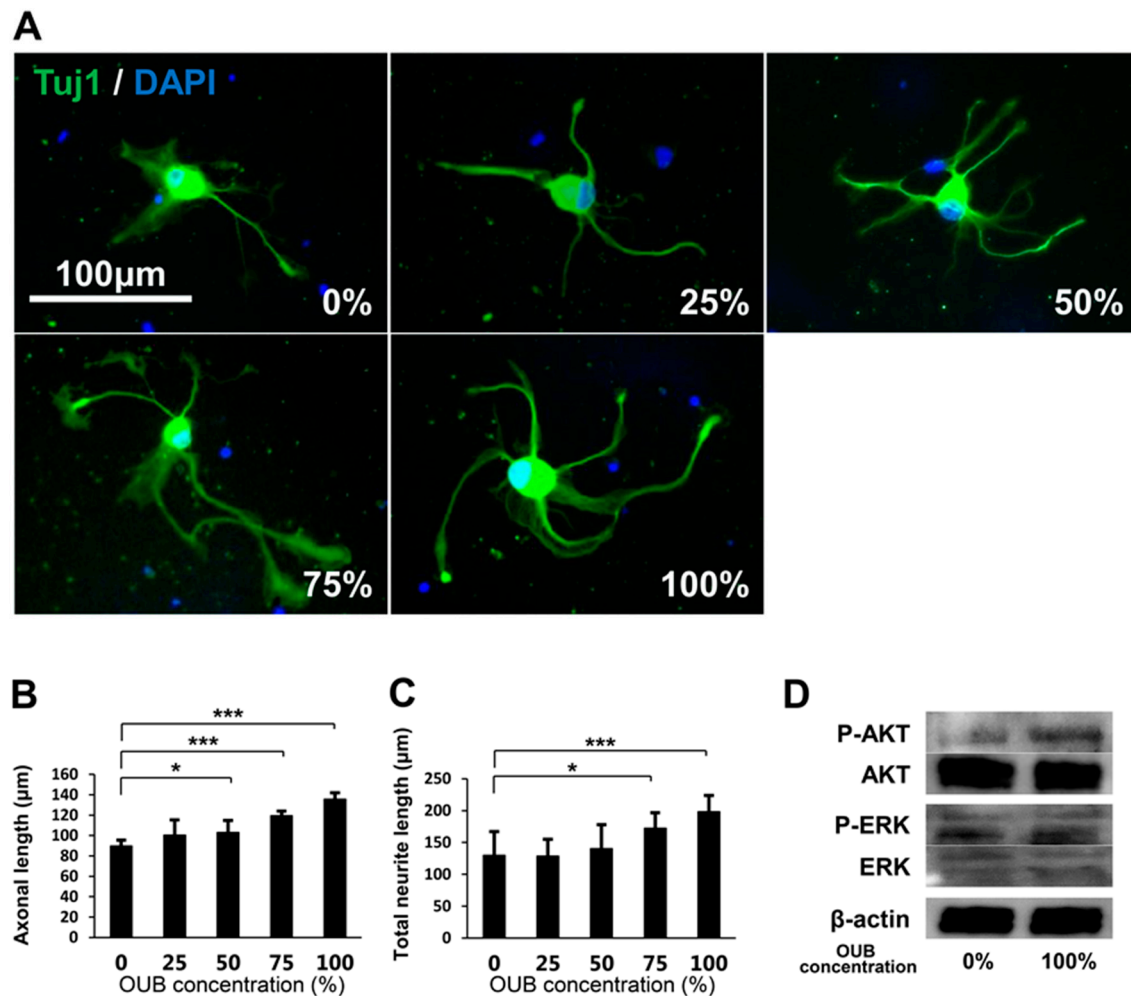 A
Tuj1 / DAPI
100μm
0%
25%
50%
75%
100%
B
***
***
*
Axonal length (μm)
160
140
120
100
80
60
40
20
0
0 25 50 75 100
OUB concentration (%)
C
***
*
Total neurite length (μm)
250
200
150
100
50
0
0 25 50 75 100
OUB concentration (%)
D
P-AKT
AKT
P-ERK
ERK
β-actin
OUB
concentration
0% 100%